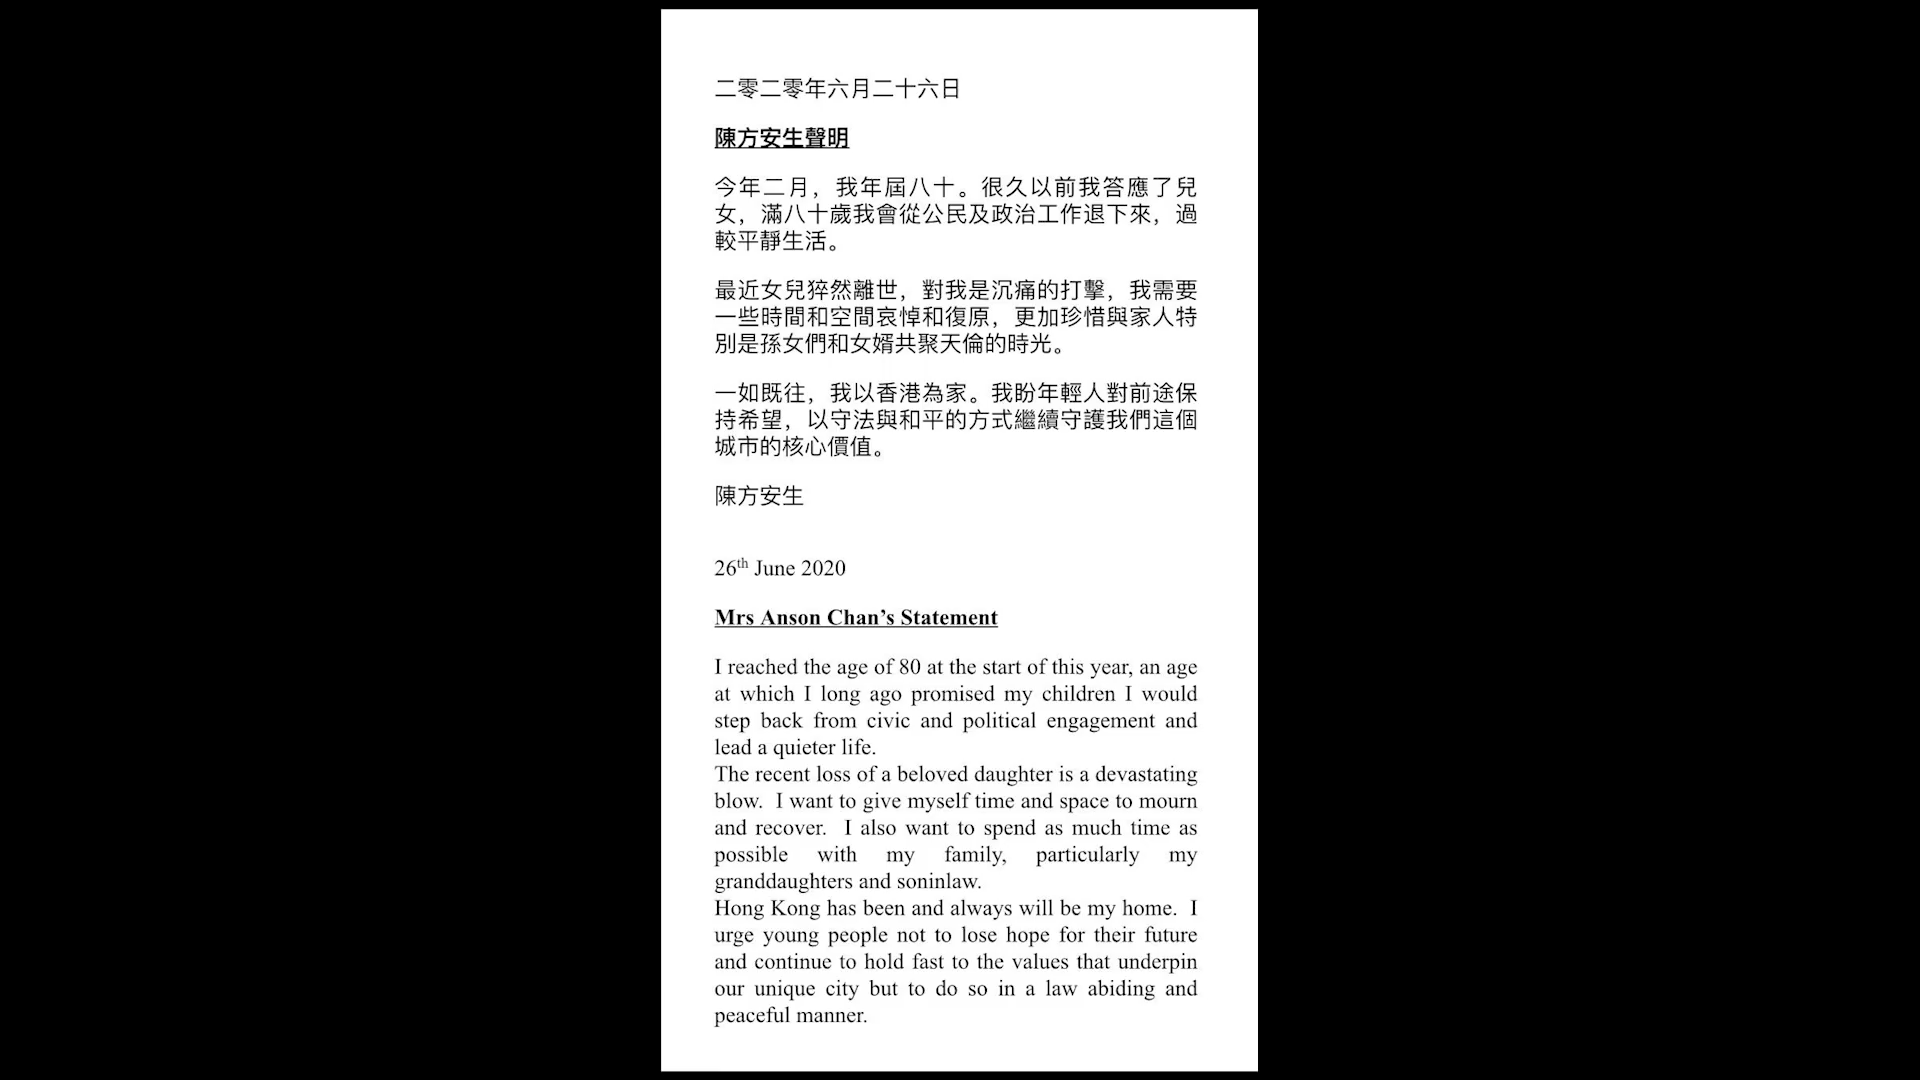 二零二零年六月二十六日
陳方安生聲明
今年二月，我年屆八十。很久以前我答應了兒
女，滿八十歲我會從公民及政治工作退下來，過
較平靜生活。
最近女兒猝然離世，對我是沉痛的打擊，我需要
一些時間和空間哀悼和復原，更加珍惜與家人特
別是孫女們和女婿共聚天倫的時光。
一如既往，我以香港為家。我盼年輕人對前途保
持希望，以守法與和平的方式繼續守護我們這個
城市的核心價值。
陳方安生
26th June 2020
Mrs Anson Chan’s Statement
I reached the age of 80 at the start of this year, an age
at which I long ago promised my children I would
step back from civic and political engagement and
lead a quieter life.
The recent loss of a beloved daughter is a devastating
blow.  I want to give myself time and space to mourn
and recover.  I also want to spend as much time as
possible with my family, particularly my
granddaughters and soninlaw.
Hong Kong has been and always will be my home.  I
urge young people not to lose hope for their future
and continue to hold fast to the values that underpin
our unique city but to do so in a law abiding and
peaceful manner.